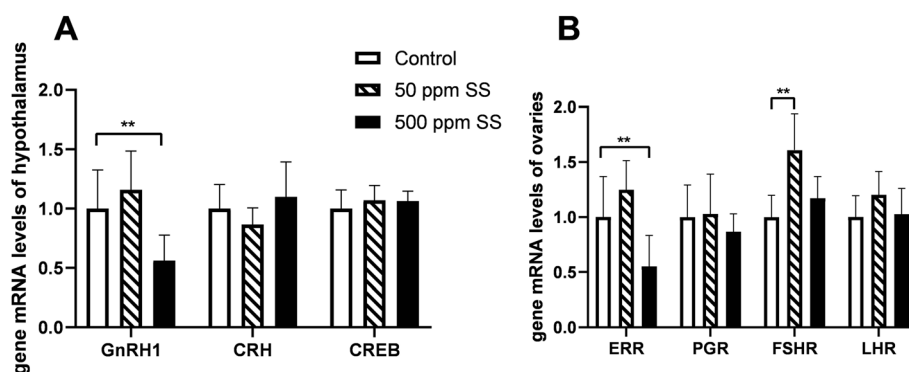 A
B
Control
50 ppm SS
500 ppm SS
gene mRNA levels of hypothalamus
2.0
1.5
1.0
0.5
0.0
**
GnRH1
CRH
CREB
gene mRNA levels of ovaries
2.0
1.5
1.0
0.5
0.0
**
**
ERR
PGR
FSHR
LHR